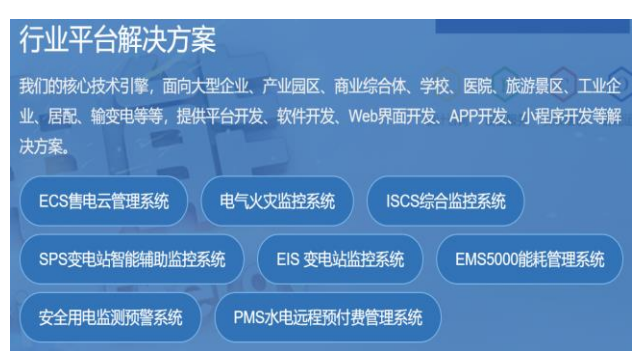 行业平台解决方案
我们的核心技术引擎，面向大型企业、产业园区、商业综合体、学校、医院、旅游景区、工业企
业、居配、输变电等等，提供平台开发、软件开发、Web界面开发、APP开发、小程序开发等解
决方案。
ECS售电云管理系统 电气火灾监控系统 ISCS综合监控系统
SPS变电站智能辅助监控系统 EIS 变电站监控系统 EMS5000能耗管理系统
安全用电监测预警系统 PMS水电远程预付费管理系统